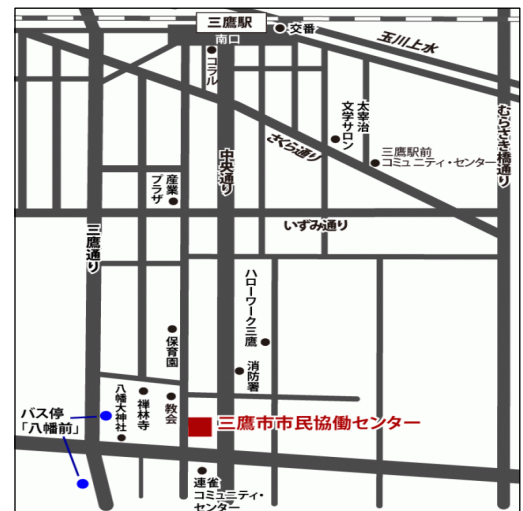 三鷹駅
南口
交番
玉川上水
コラル
太宰治
文学サロン
三鷹駅前
コミュニティ・センター
むらさき橋通り
さくら通り
中央通り
産業
プラザ
いずみ通り
三鷹通り
ハローワーク三鷹
消防署
保育園
八幡大神社
禅林寺
教会
バス停
「八幡前」
三鷹市市民協働センター
連雀
コミュニティ・
センター